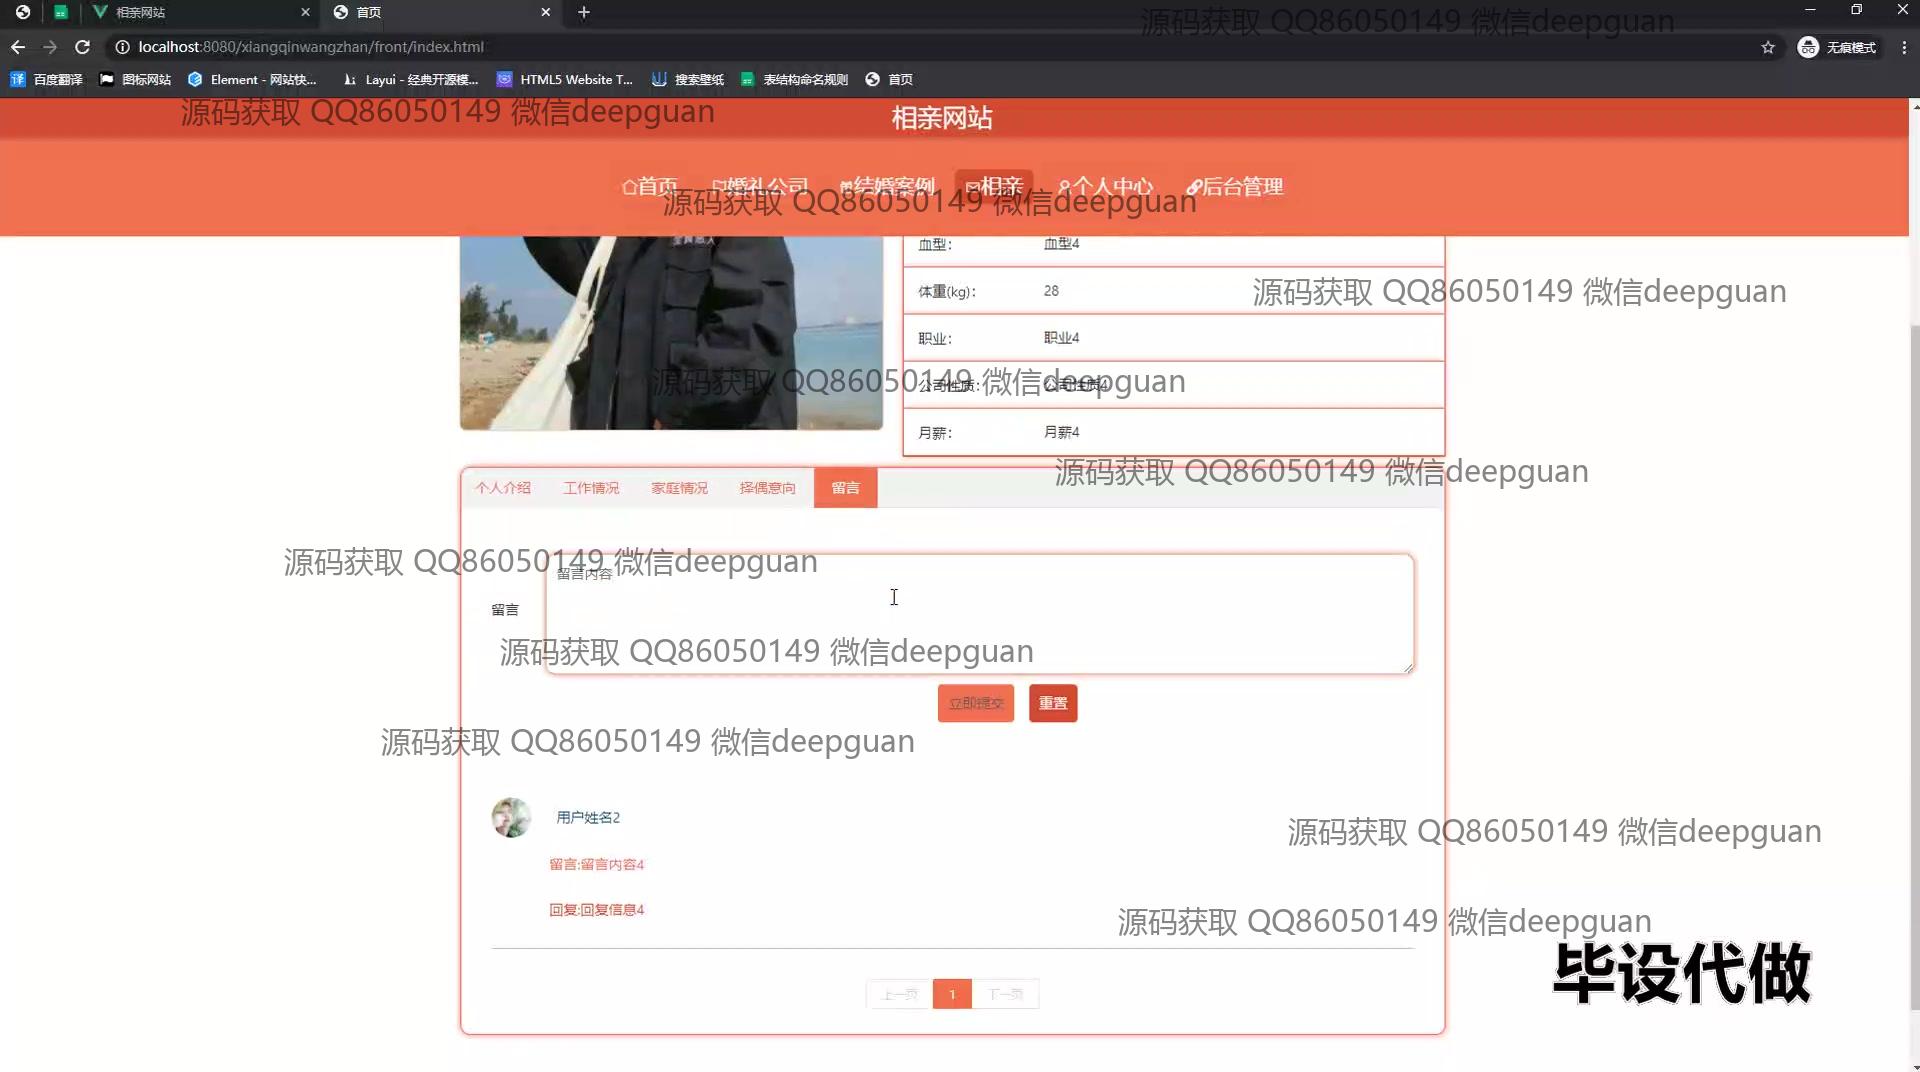 相亲网站
首页
源码获取 QQ86050149 微信deepguan
localhost:8080/xiangqinwangzhan/front/index.html
无痕模式
百度翻译
图标网站
Element - 网站快...
Layui - 经典开源模...
HTML5 Website T...
搜索壁纸
表结构命名规则
首页
源码获取 QQ86050149 微信deepguan
相亲网站
首页
婚礼公司
结婚案例
相亲
个人中心
后台管理
源码获取 QQ86050149 微信deepguan
血型: 血型4
体重(kg): 28
源码获取 QQ86050149 微信deepguan
职业: 职业4
源码获取 QQ86050149 微信deepguan
公司性质: 公司性质4
月薪: 月薪4
源码获取 QQ86050149 微信deepguan
个人介绍
工作情况
家庭情况
择偶意向
留言
源码获取 QQ86050149 微信deepguan
留言内容
留言
源码获取 QQ86050149 微信deepguan
立即提交
重置
源码获取 QQ86050149 微信deepguan
用户姓名2
源码获取 QQ86050149 微信deepguan
留言:留言内容4
回复:回复信息4
源码获取 QQ86050149 微信deepguan
毕设代做
上一页
1
下一页